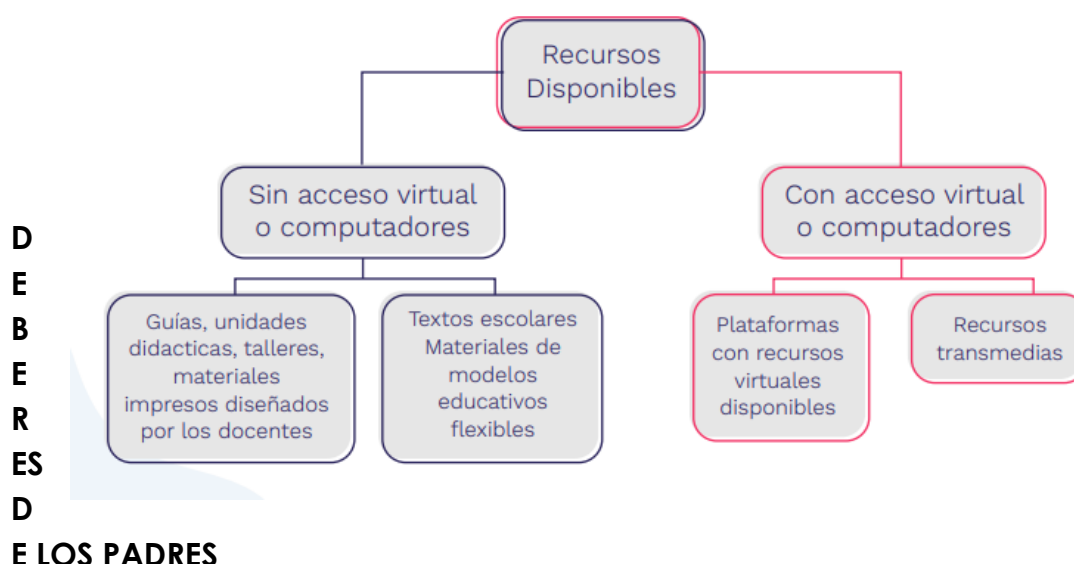 Recursos
Disponibles
Sin acceso virtual
o computadores
Con acceso virtual
o computadores
Guías, unidades
didacticas, talleres,
materiales
impresos diseñados
por los docentes
Textos escolares
Materiales de
modelos
educativos
flexibles
Plataformas
con recursos
virtuales
disponibles
Recursos
transmedias
D
E
B
E
R
ES
D
E LOS PADRES